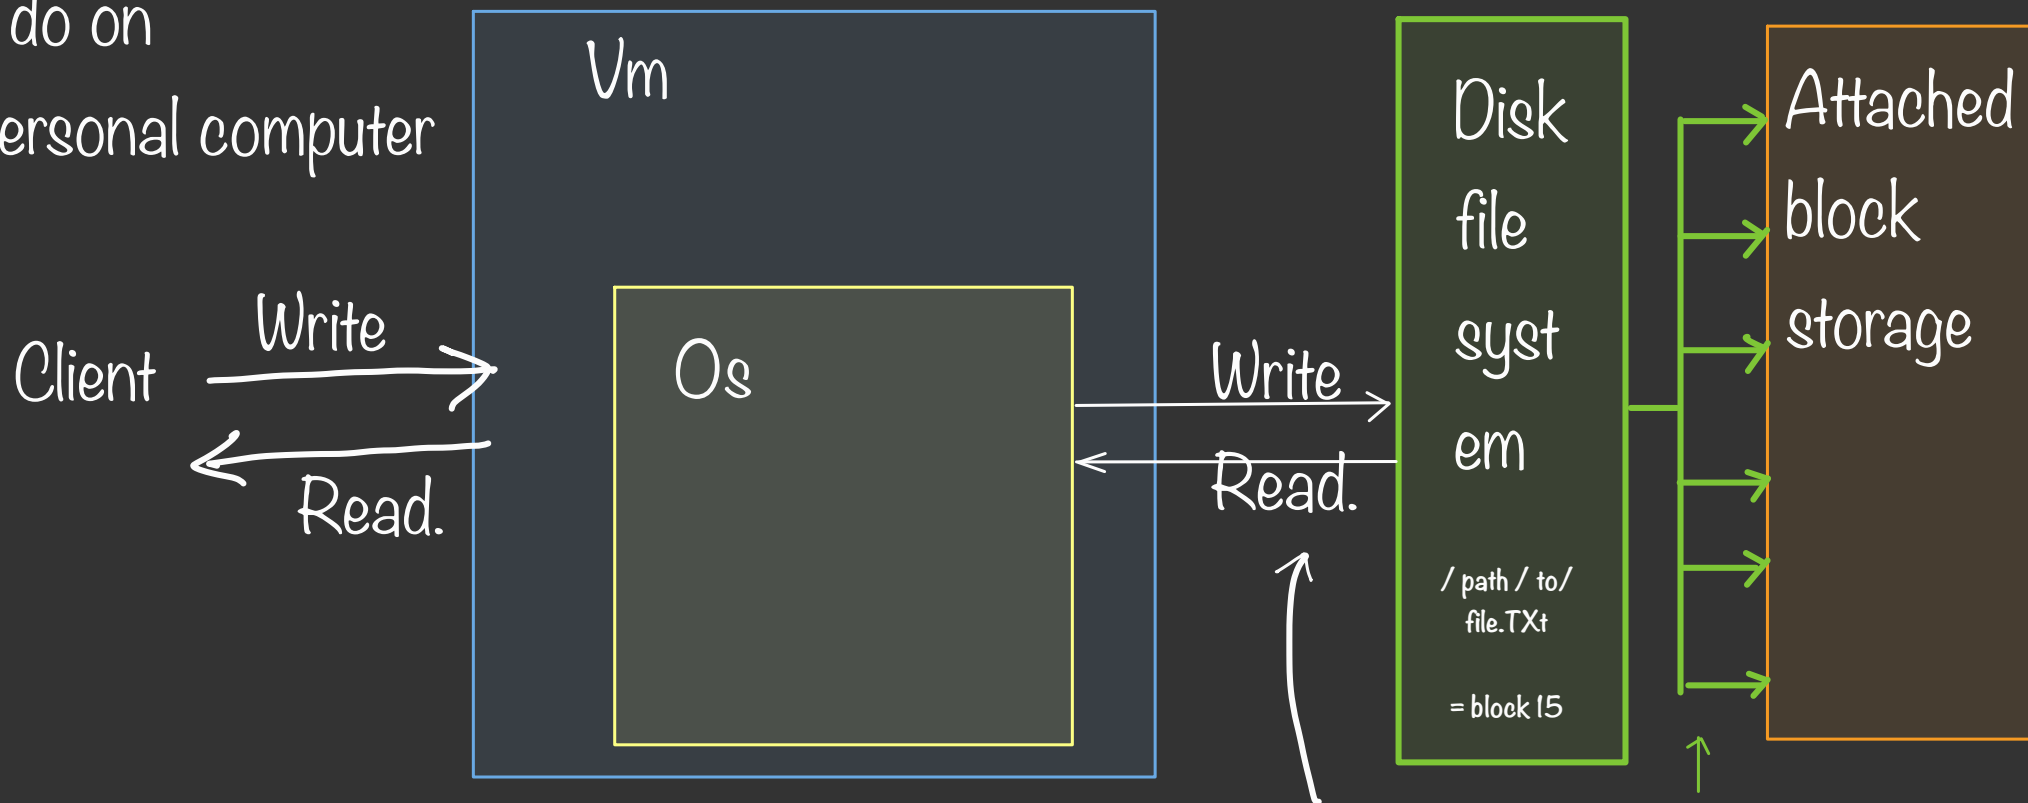 do on
ersonal computer
Client
Write
Read.
Vm
Os
Write
Read.
Disk
file
syst
em
/ path / to/
file.TXt
= block 15
Attached
block
storage